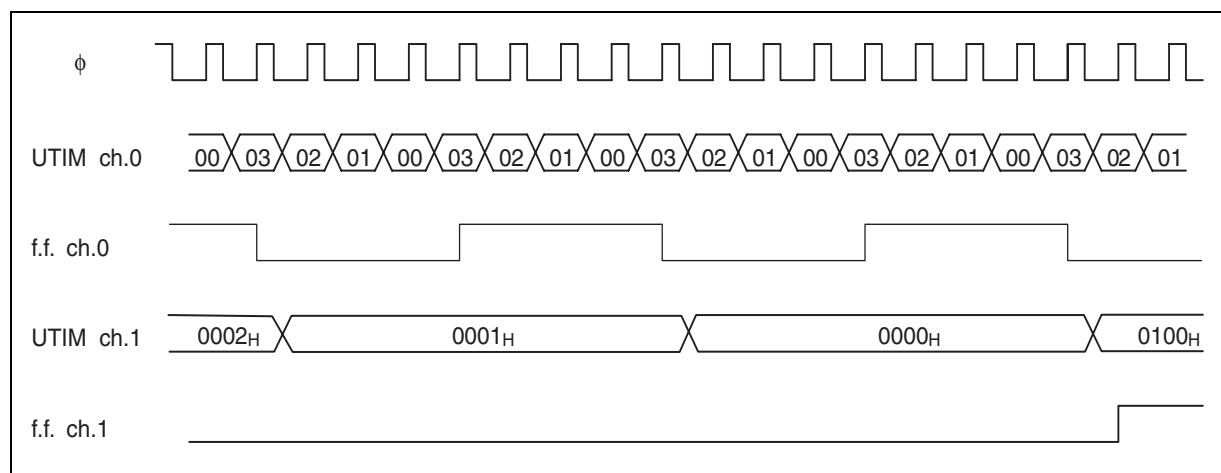 ϕ
UTIM ch.0 00 03 02 01 00 03 02 01 00 03 02 01 00 03 02 01 00 03 02 01
f.f. ch.0
UTIM ch.1 0002H 0001H 0000H 0100H
f.f. ch.1